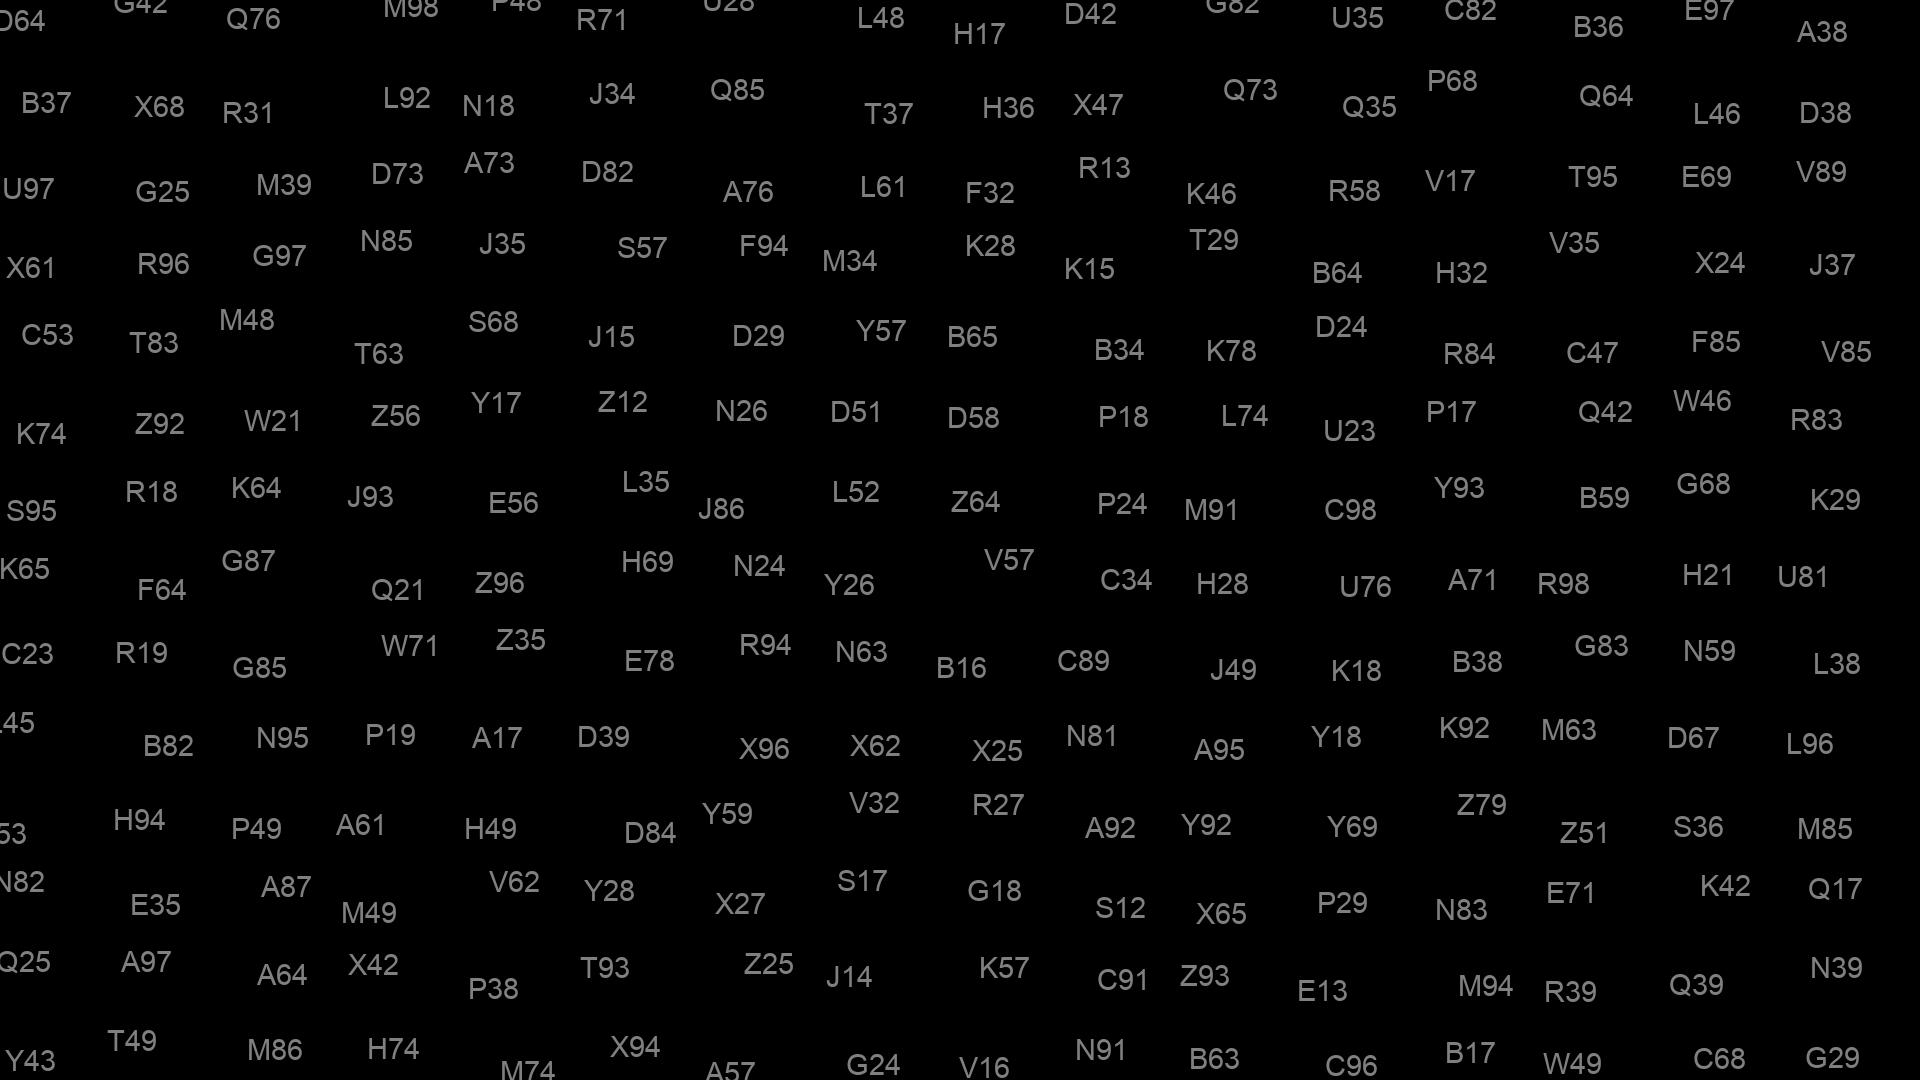 D64 G42 Q76 M98 P48 R71 U28 L48 H17 D42 G82 U35 C82 B36 E97 A38
B37 X68 R31 L92 N18 J34 Q85 T37 H36 X47 Q73 Q35 P68 Q64 L46 D38
U97 G25 M39 D73 A73 D82 A76 L61 F32 R13 K46 R58 V17 T95 E69 V89
X61 R96 G97 N85 J35 S57 F94 M34 K28 K15 T29 B64 H32 V35 X24 J37
C53 T83 M48 T63 S68 J15 D29 Y57 B65 B34 K78 D24 R84 C47 F85 V85
K74 Z92 W21 Z56 Y17 Z12 N26 D51 D58 P18 L74 U23 P17 Q42 W46 R83
S95 R18 K64 J93 E56 L35 J86 L52 Z64 P24 M91 C98 Y93 B59 G68 K29
K65 F64 G87 Q21 Z96 H69 N24 Y26 V57 C34 H28 U76 A71 R98 H21 U81
C23 R19 G85 W71 Z35 E78 R94 N63 B16 C89 J49 K18 B38 G83 N59 L38
B82 N95 P19 A17 D39 X96 X62 X25 N81 A95 Y18 K92 M63 D67 L96
53 H94 P49 A61 H49 D84 Y59 V32 R27 A92 Y92 Y69 Z79 Z51 S36 M85
N82 E35 A87 M49 V62 Y28 X27 S17 G18 S12 X65 P29 N83 E71 K42 Q17
Q25 A97 A64 X42 P38 T93 Z25 J14 K57 C91 Z93 E13 M94 R39 Q39 N39
Y43 T49 M86 H74 M74 X94 A57 G24 V16 N91 B63 C96 B17 W49 C68 G29